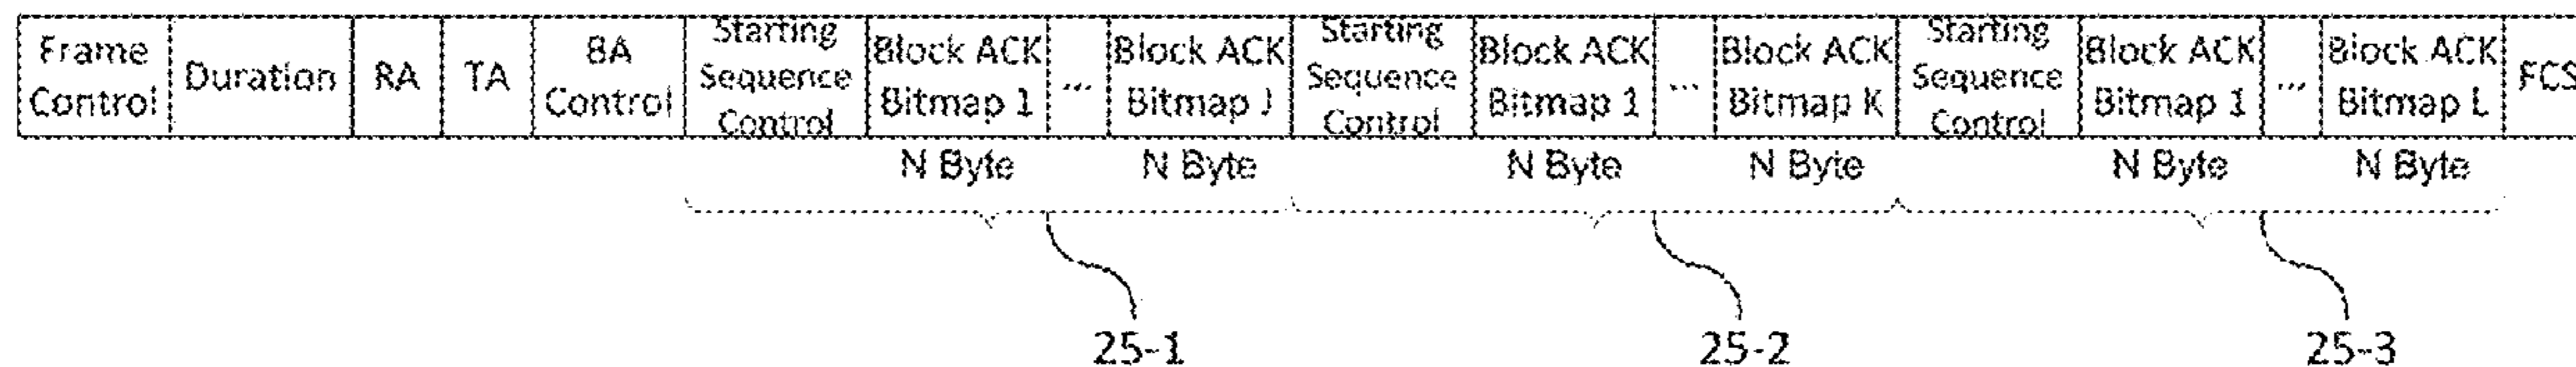 Frame
Control
Duration
RA
TA
BA
Control
Starting
Sequence
Control
Block ACK
Bitmap 1
...
Block ACK
Bitmap J
Starting
Sequence
Control
Block ACK
Bitmap 1
...
Block ACK
Bitmap K
Starting
Sequence
Control
Block ACK
Bitmap 1
...
Block ACK
Bitmap L
FCS
N Byte
N Byte
N Byte
N Byte
N Byte
N Byte
25-1
25-2
25-3